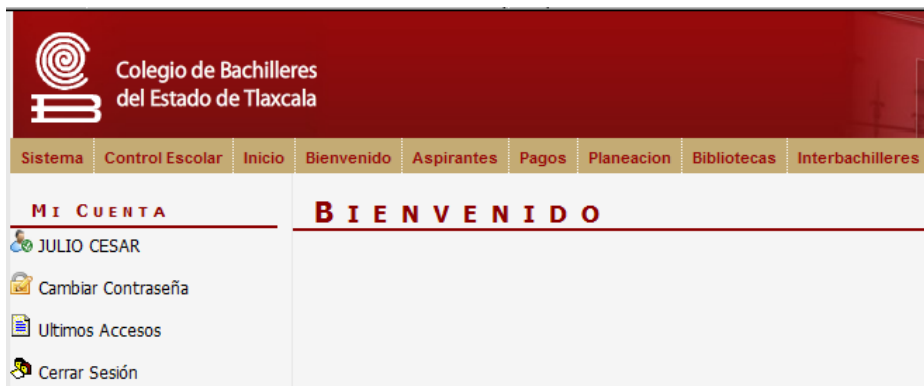 Colegio de Bachilleres
del Estado de Tlaxcala
Sistema Control Escolar Inicio Bienvenido Aspirantes Pagos Planeacion Bibliotecas Interbachilleres
MI CUENTA
JULIO CESAR
Cambiar Contraseña
Ultimos Accesos
Cerrar Sesión
BIENVENIDO